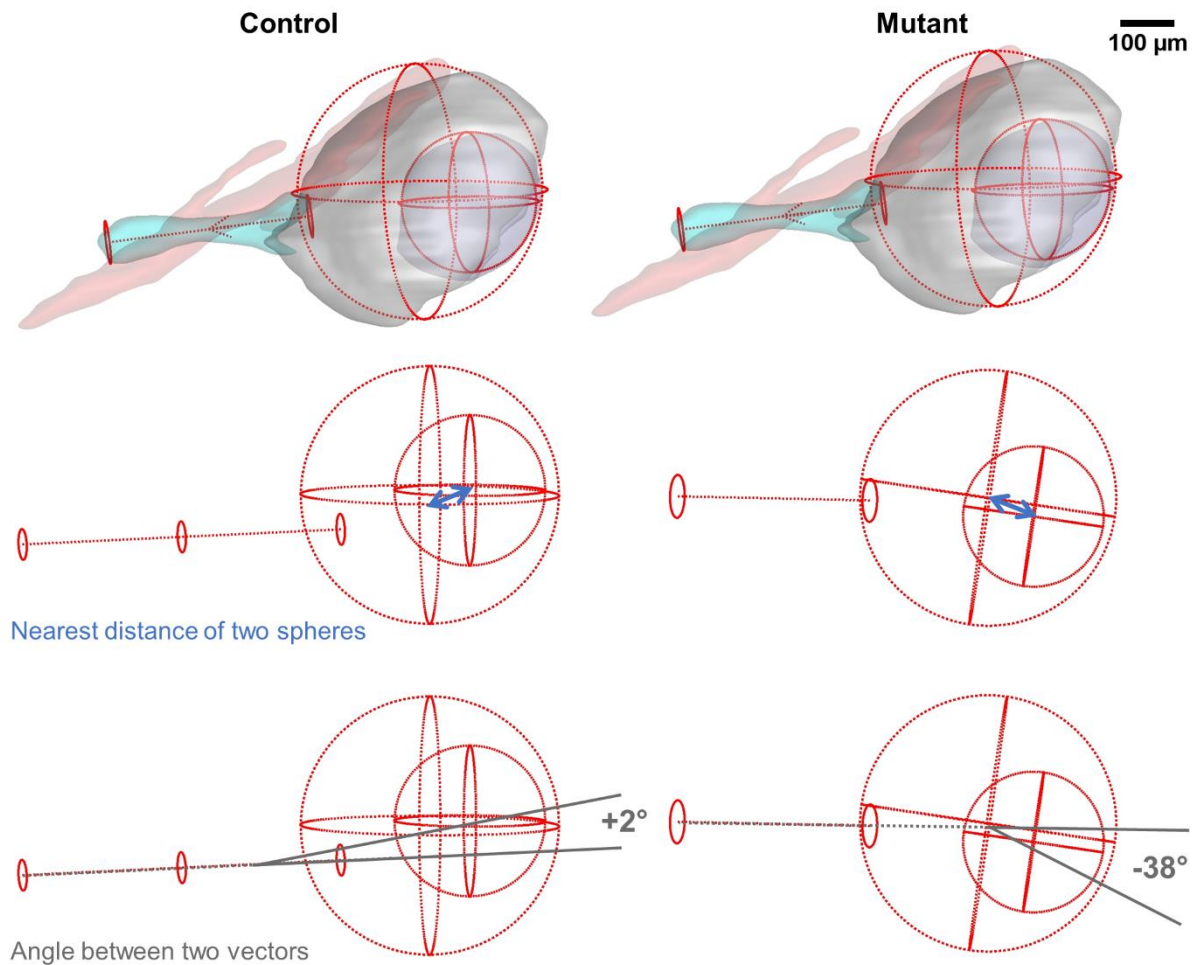 Control
Mutant
100 µm
Nearest distance of two spheres
+2°
-38°
Angle between two vectors